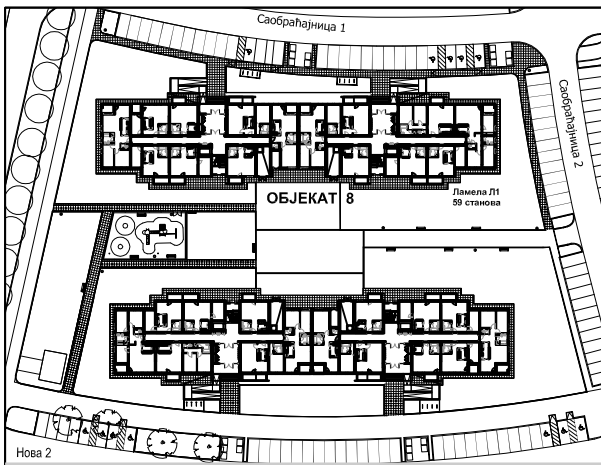 Саобраћајница 1
Саобраћајница 2
ОБЈЕКАТ 8
Ламела Л1
59 станова
Нова 2